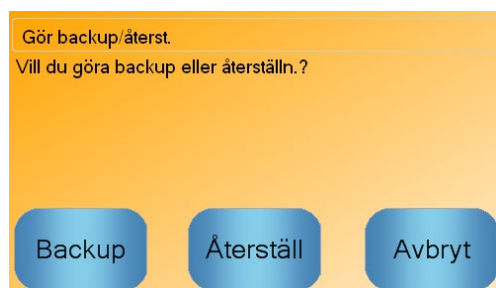 Gör backup/återst.
Vill du göra backup eller återställn.?
Backup Återställ Avbryt